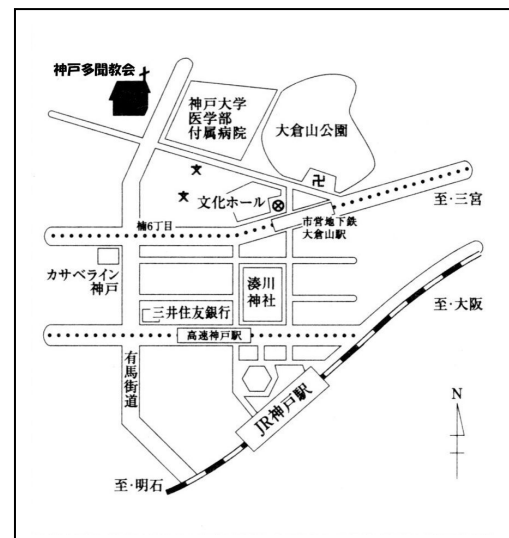 神戸多聞教会
神戸大学
医学部
付属病院
大倉山公園
文化ホール
楠6丁目
市営地下鉄
大倉山駅
至・三宮
カサベライン
神戸
湊川
神社
三井住友銀行
至・大阪
高速神戸駅
有馬街道
JR神戸駅
N
至・明石